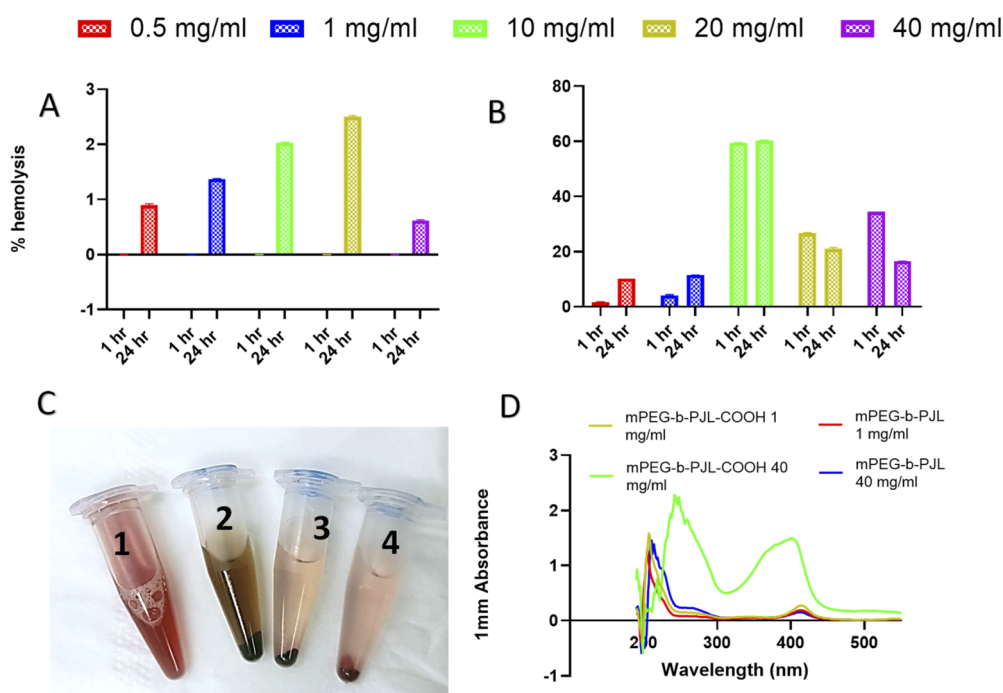 0.5 mg/ml 1 mg/ml 10 mg/ml 20 mg/ml 40 mg/ml
A
% hemolysis
3
2
1
0
-1
1 hr 24 hr 1 hr 24 hr 1 hr 24 hr 1 hr 24 hr 1 hr 24 hr
B
80
60
40
20
0
1 hr 24 hr 1 hr 24 hr 1 hr 24 hr 1 hr 24 hr 1 hr 24 hr
C
1 2 3 4
D
mPEG-b-PJL-COOH 1
mg/ml
mPEG-b-PJL
1 mg/ml
mPEG-b-PJL-COOH 40
mg/ml
mPEG-b-PJL
40 mg/ml
1mm Absorbance
3
2
1
0
-1
200 300 400 500
Wavelength (nm)